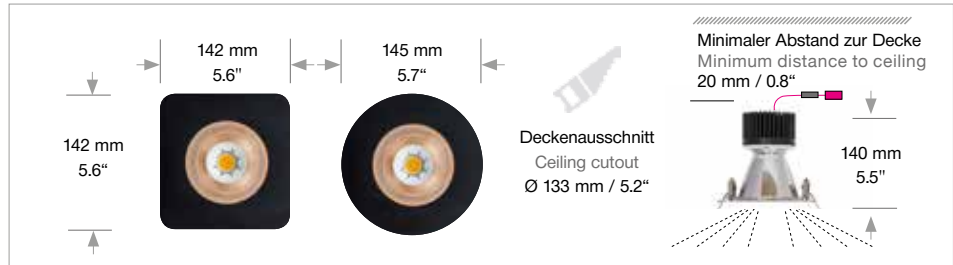 142 mm
5.6"
142 mm
5.6“
145 mm
5.7“
Deckenausschnitt
Ceiling cutout
Ø 133 mm / 5.2“
Minimaler Abstand zur Decke
Minimum distance to ceiling
20 mm / 0.8“
140 mm
5.5"